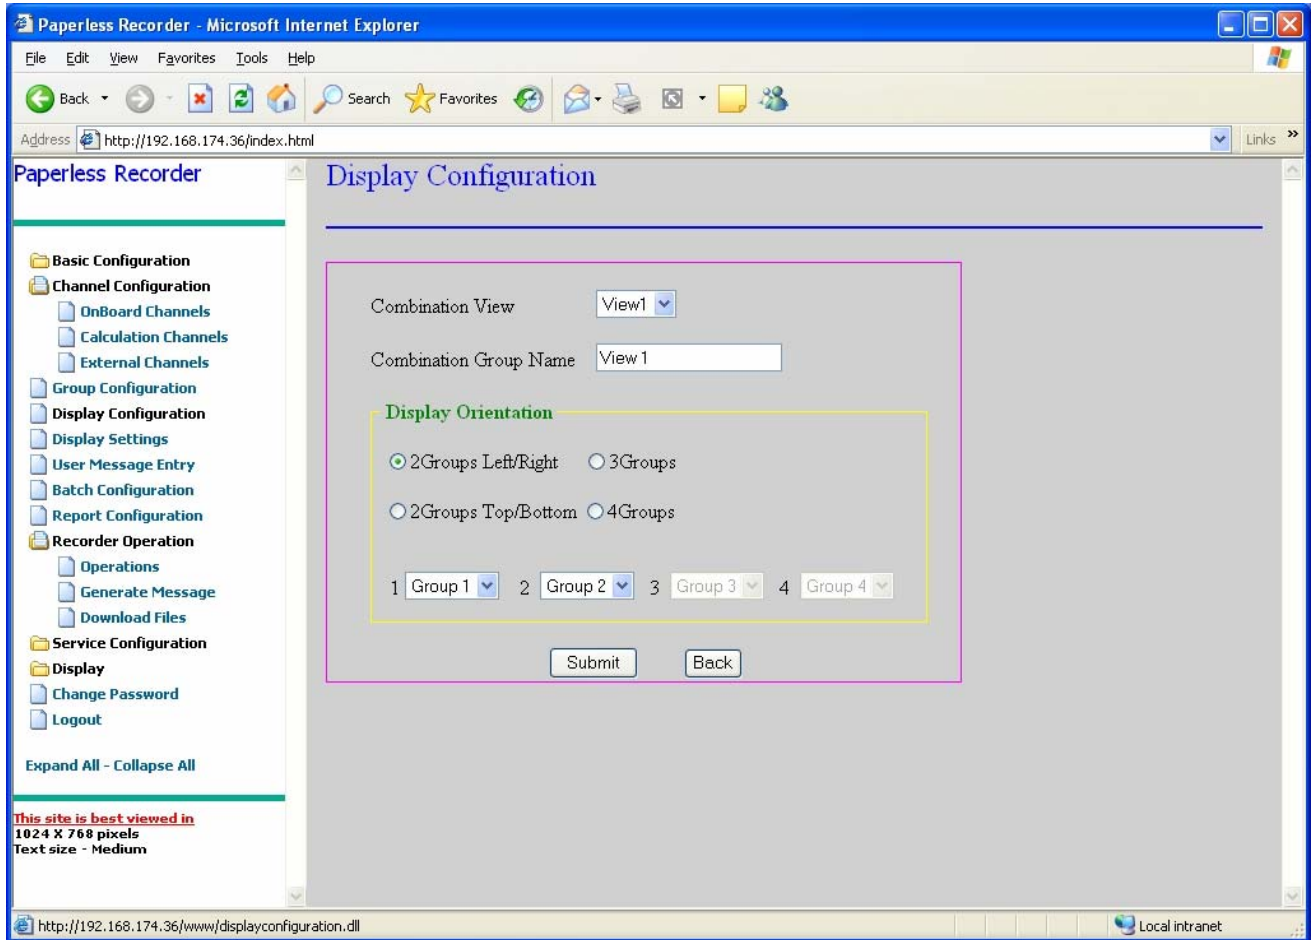 Paperless Recorder - Microsoft Internet Explorer
File Edit View Favorites Tools Help
Back Search Favorites
Address http://192.168.174.36/index.html Links »
Paperless Recorder
Basic Configuration
Channel Configuration
OnBoard Channels
Calculation Channels
External Channels
Group Configuration
Display Configuration
Display Settings
User Message Entry
Batch Configuration
Report Configuration
Recorder Operation
Operations
Generate Message
Download Files
Service Configuration
Display
Change Password
Logout
Expand All - Collapse All
This site is best viewed in
1024 X 768 pixels
Text size - Medium
Display Configuration
Combination View View1
Combination Group Name View 1
Display Orientation
2Groups Left/Right 3Groups
2Groups Top/Bottom 4Groups
1 Group 1 2 Group 2 3 Group 3 4 Group 4
Submit Back
http://192.168.174.36/www/displayconfiguration.dll Local intranet